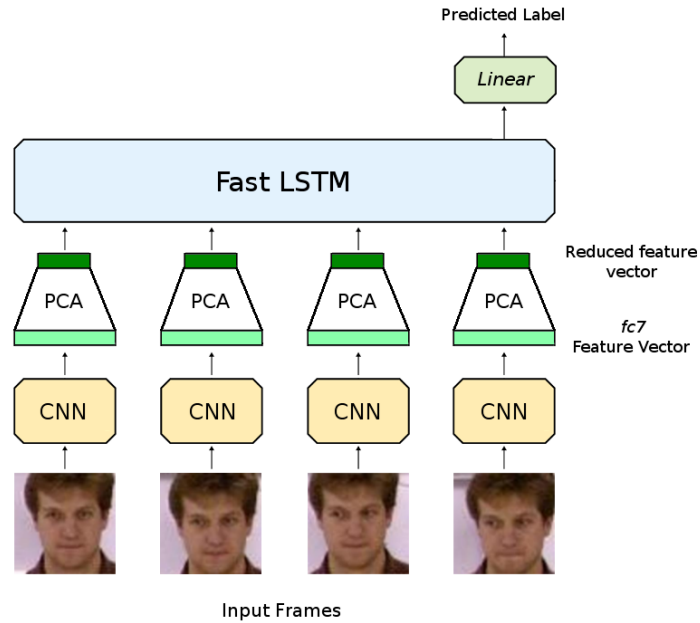 Predicted Label
Linear
Fast LSTM
Reduced feature
vector
PCA PCA PCA PCA
fc7
Feature Vector
CNN CNN CNN CNN
Input Frames